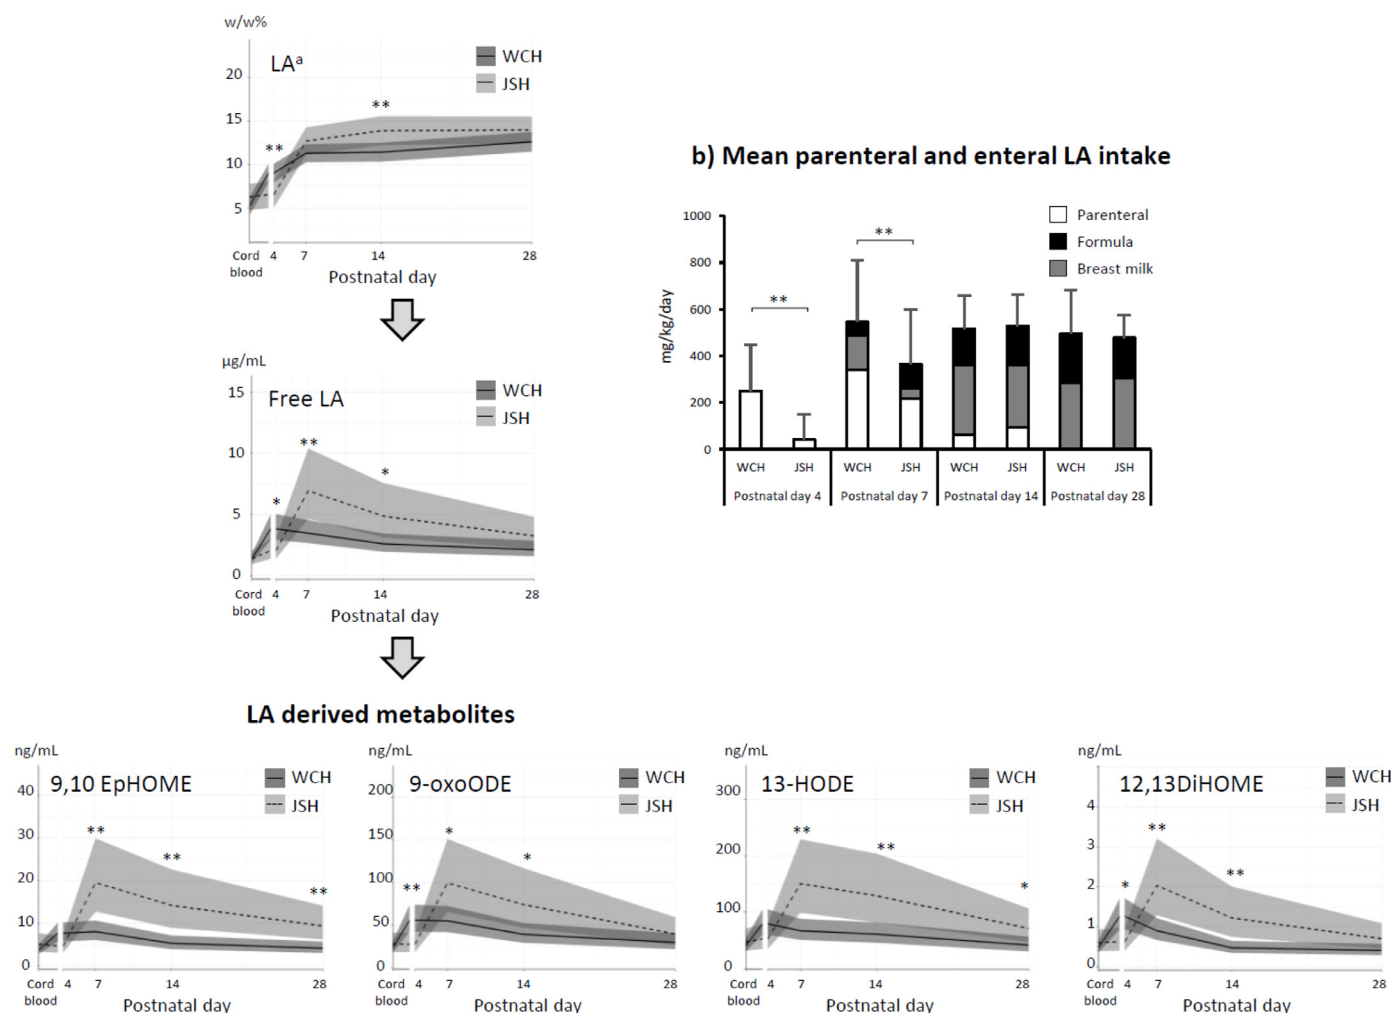 w/w%
LAª
WCH
JSH
20
15
10
5
**
**
Cord blood
4
7
14
28
Postnatal day
b) Mean parenteral and enteral LA intake
mg/kg/day
1000
800
600
400
200
0
Parenteral
Formula
Breast milk
**
**
WCH
JSH
WCH
JSH
WCH
JSH
WCH
JSH
Postnatal day 4
Postnatal day 7
Postnatal day 14
Postnatal day 28
µg/mL
Free LA
WCH
JSH
15
10
5
0
*
**
*
Cord blood
4
7
14
28
Postnatal day
LA derived metabolites
ng/mL
9,10 EpHOME
WCH
JSH
40
30
20
10
0
**
**
**
Cord blood
4
7
14
28
Postnatal day
ng/mL
9-oxoODE
WCH
JSH
200
150
100
50
0
**
*
*
Cord blood
4
7
14
28
Postnatal day
ng/mL
13-HODE
WCH
JSH
300
200
100
0
**
**
*
Cord blood
4
7
14
28
Postnatal day
ng/mL
12,13DiHOME
WCH
JSH
4
3
2
1
0
*
**
**
Cord blood
4
7
14
28
Postnatal day